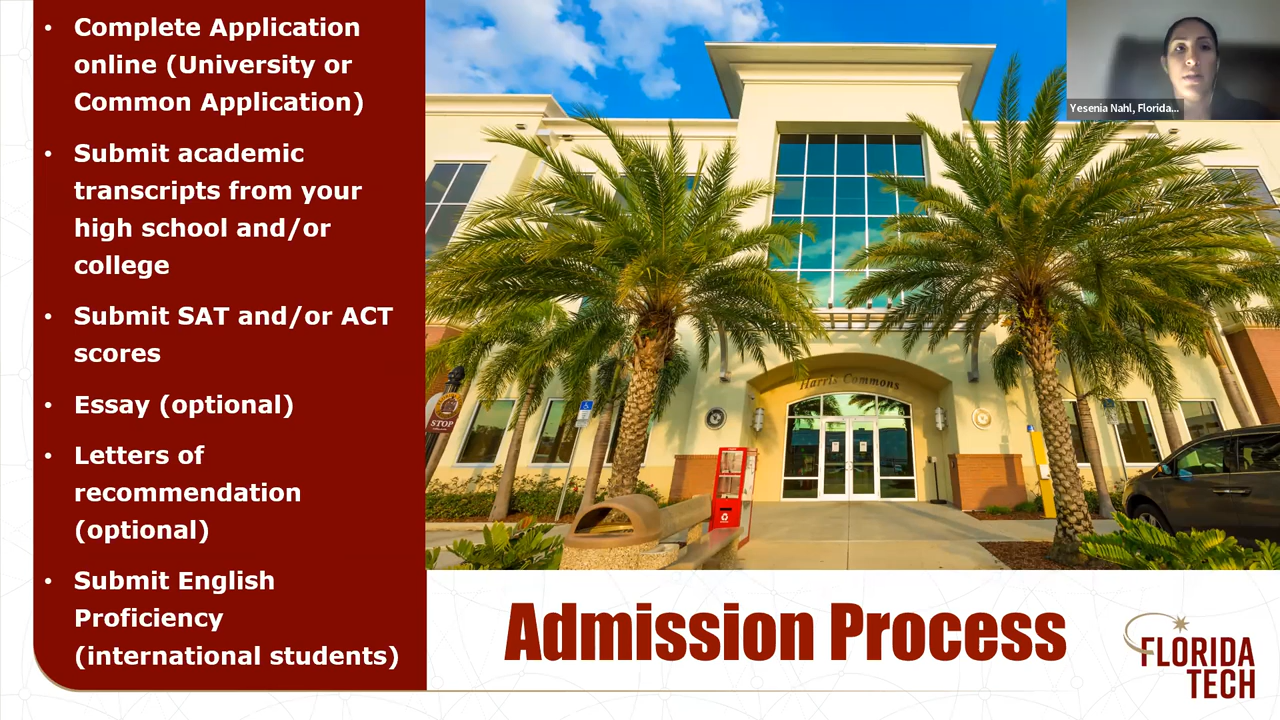 • Complete Application
online (University or
Common Application)
• Submit academic
transcripts from your
high school and/or
college
• Submit SAT and/or ACT
scores
• Essay (optional)
• Letters of
recommendation
(optional)
• Submit English
Proficiency
(international students)
Yesenia Nahl, Florida...
Harris Commons
STOP
Admission Process
FLORIDA
TECH